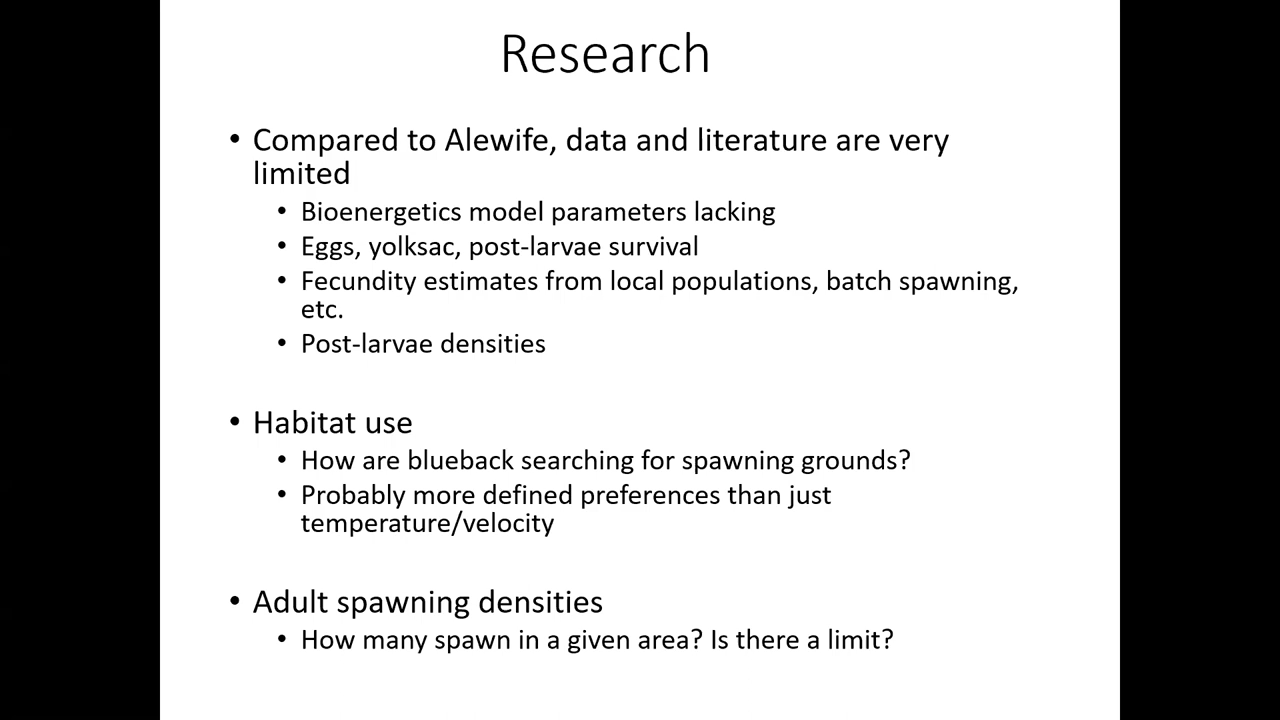 Research
• Compared to Alewife, data and literature are very
limited
• Bioenergetics model parameters lacking
• Eggs, yolksac, post-larvae survival
• Fecundity estimates from local populations, batch spawning,
etc.
• Post-larvae densities
• Habitat use
• How are blueback searching for spawning grounds?
• Probably more defined preferences than just
temperature/velocity
• Adult spawning densities
• How many spawn in a given area? Is there a limit?